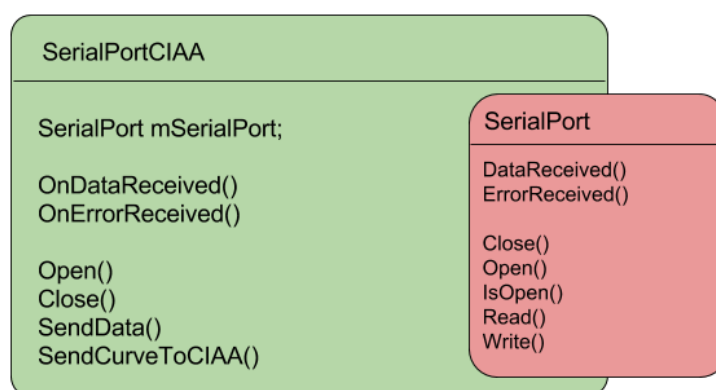 SerialPortCIAA
SerialPort mSerialPort;
OnDataReceived()
OnErrorReceived()
Open()
Close()
SendData()
SendCurveToCIAA()
SerialPort
DataReceived()
ErrorReceived()
Close()
Open()
IsOpen()
Read()
Write()